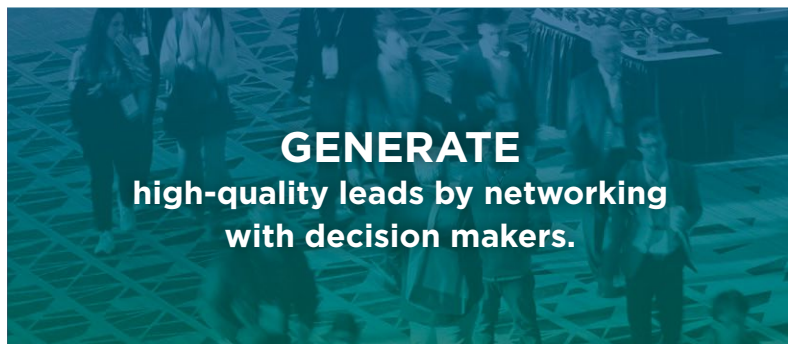 GENERATE
high-quality leads by networking
with decision makers.